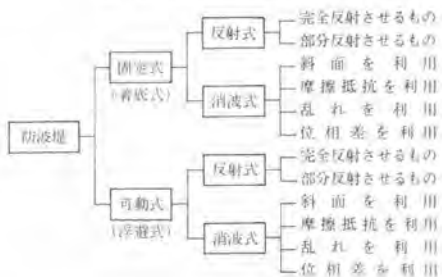 防波堤
固定式
(着底式)
反射式
完全反射させるもの
部分反射させるもの
消波式
斜面を利用
摩擦抵抗を利用
乱れを利用
位相差を利用
可動式
(浮遊式)
反射式
完全反射させるもの
部分反射させるもの
消波式
斜面を利用
摩擦抵抗を利用
乱れを利用
位相差を利用